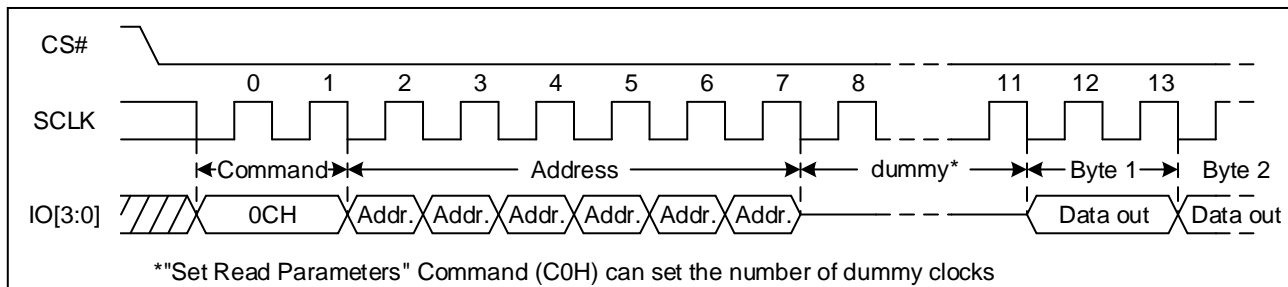 CS#
0 1 2 3 4 5 6 7 8 11 12 13
SCLK
Command Address dummy* Byte 1 Byte 2
IO[3:0] 0CH Addr. Addr. Addr. Addr. Addr. Addr. Data out Data out
*"Set Read Parameters" Command (C0H) can set the number of dummy clocks